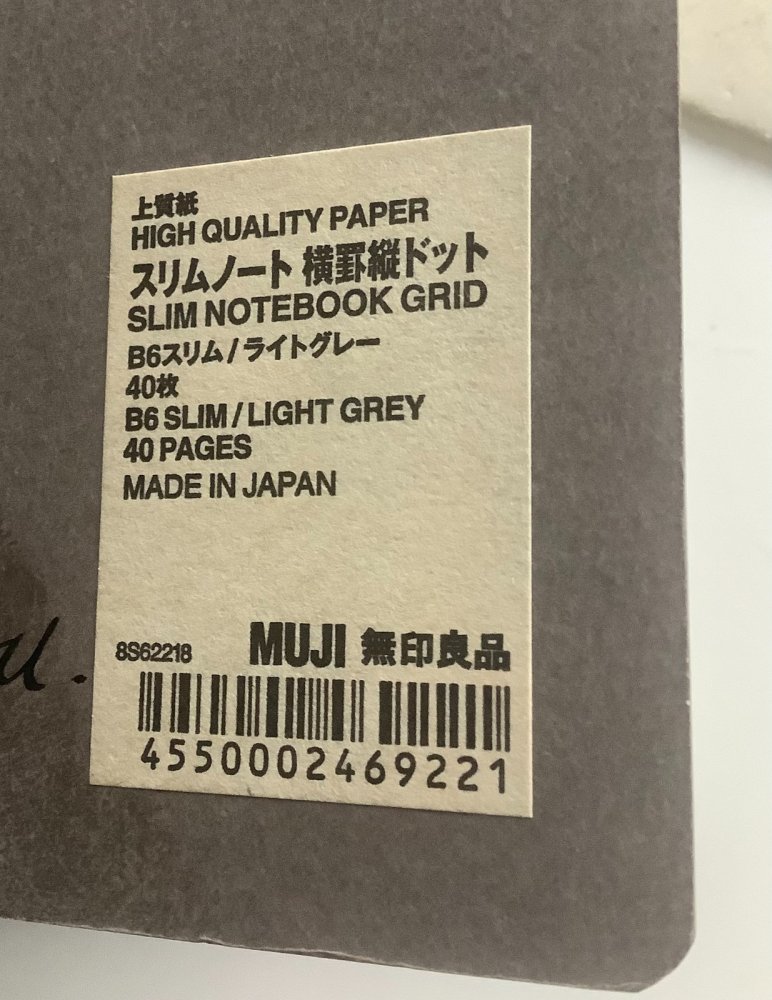 上質紙
HIGH QUALITY PAPER
スリムノート 横罫縦ドット
SLIM NOTEBOOK GRID
B6スリム / ライトグレー
40枚
B6 SLIM / LIGHT GREY
40 PAGES
MADE IN JAPAN
8S62218 MUJI 無印良品
4550002469221